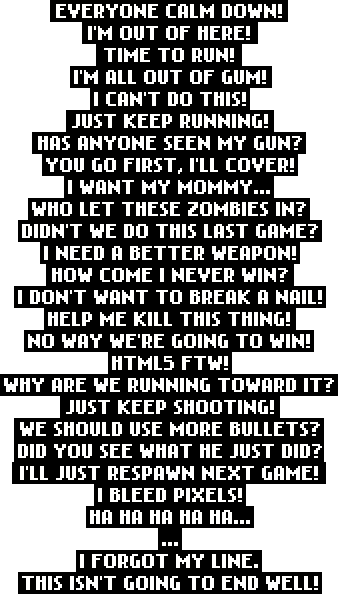 EVERYONE CALM DOWN!
I'M OUT OF HERE!
TIME TO RUN!
I'M ALL OUT OF GUM!
I CAN'T DO THIS!
JUST KEEP RUNNING!
HAS ANYONE SEEN MY GUN?
YOU GO FIRST, I'LL COVER!
I WANT MY MOMMY...
WHO LET THESE ZOMBIES IN?
DIDN'T WE DO THIS LAST GAME?
I NEED A BETTER WEAPON!
HOW COME I NEVER WIN?
I DON'T WANT TO BREAK A NAIL!
HELP ME KILL THIS THING!
NO WAY WE'RE GOING TO WIN!
HTML5 FTW!
WHY ARE WE RUNNING TOWARD IT?
JUST KEEP SHOOTING!
WE SHOULD USE MORE BULLETS?
DID YOU SEE WHAT HE JUST DID?
I'LL JUST RESPAWN NEXT GAME!
I BLEED PIXELS!
HA HA HA HA HA...
...
I FORGOT MY LINE.
THIS ISN'T GOING TO END WELL!